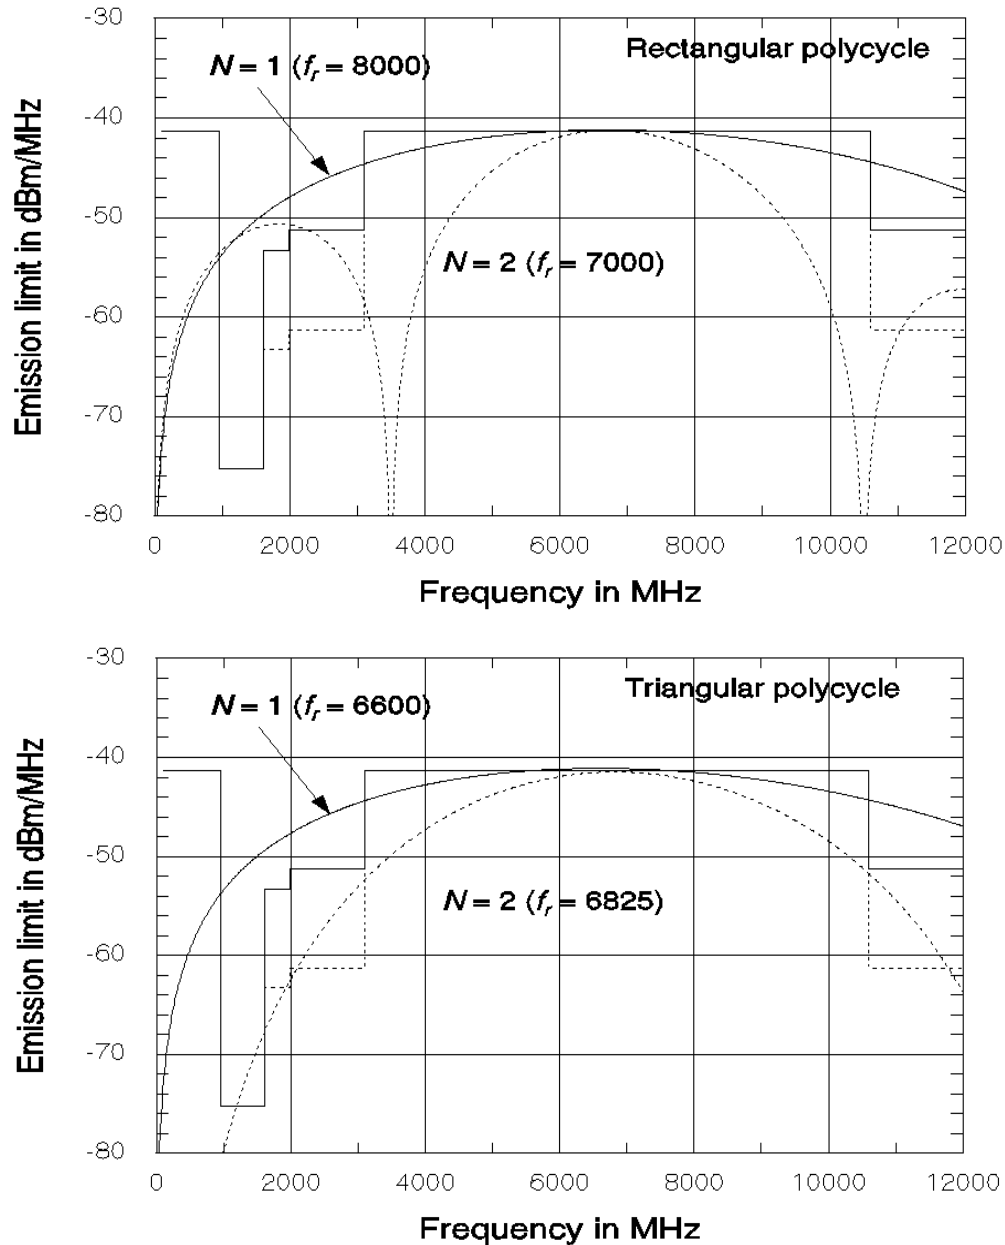 -30
-40
-50
-60
-70
-80
Emission limit in dBm/MHz
Rectangular polycycle
N = 1 (fr = 8000)
N = 2 (fr = 7000)
0 2000 4000 6000 8000 10000 12000
Frequency in MHz
-30
-40
-50
-60
-70
-80
Emission limit in dBm/MHz
Triangular polycycle
N = 1 (fr = 6600)
N = 2 (fr = 6825)
0 2000 4000 6000 8000 10000 12000
Frequency in MHz